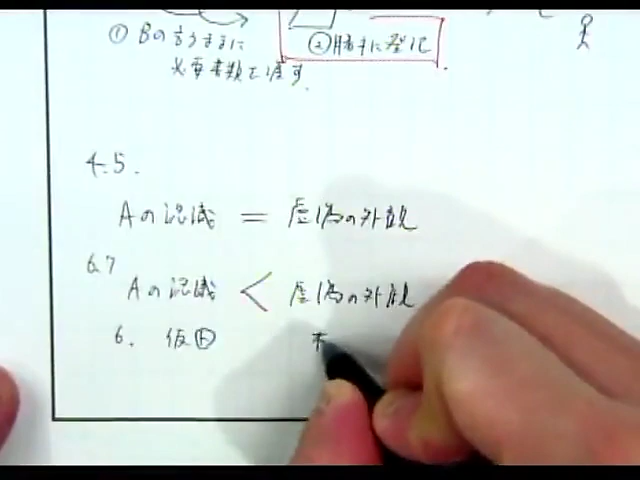 ① Bの言うままに
必要書類を渡す.
②勝手に登記
4.5.
Aの認識 = 虚偽の外観
6.7
Aの認識 < 虚偽の外観
6. 仮㊦ 本